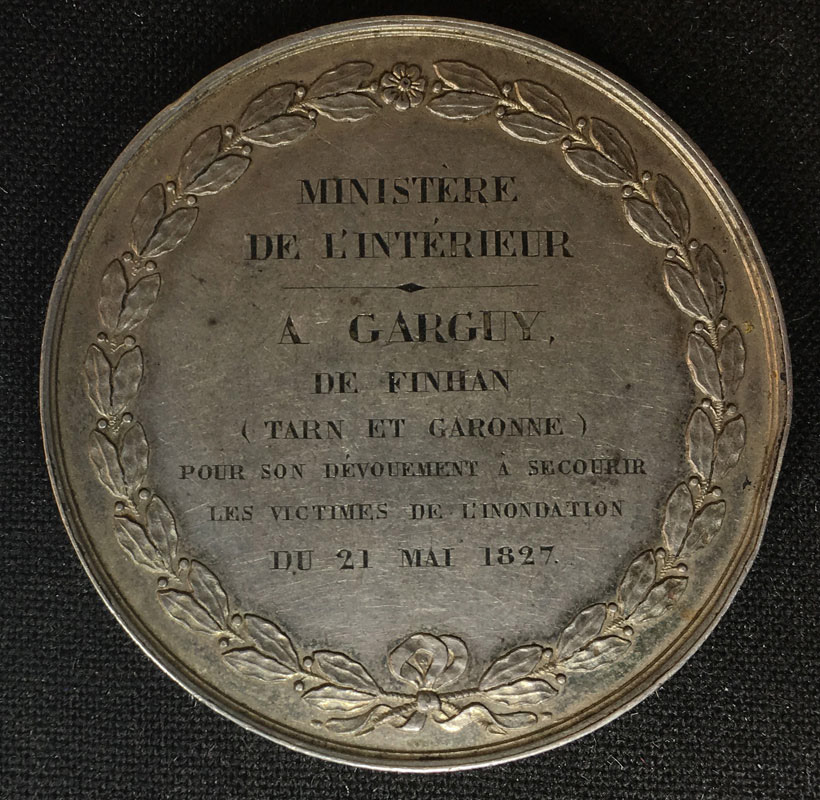 MINISTÈRE
DE L'INTÉRIEUR
A GARGUY,
DE FINHAN
( TARN ET GARONNE )
POUR SON DÉVOUEMENT À SECOURIR
LES VICTIMES DE L'INONDATION
DU 21 MAI 1827.